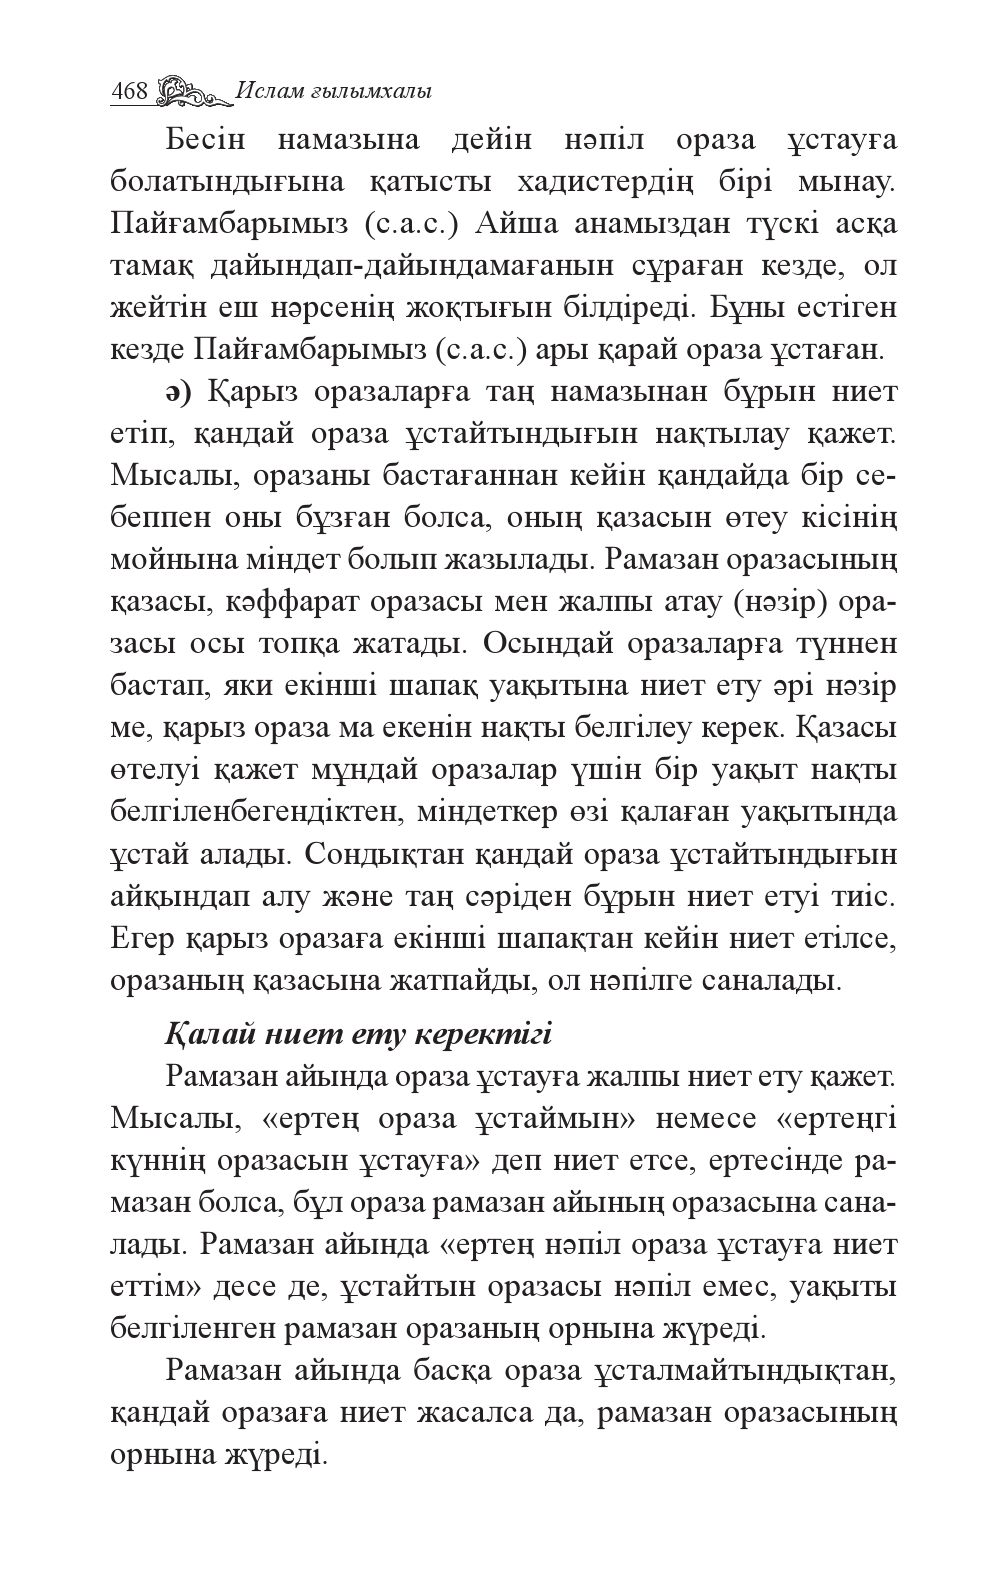 468 Ислам ғылымхалы
Бесін намазына дейін нәпіл ораза ұстауға
болатындығына қатысты хадистердің бірі мынау.
Пайғамбарымыз (с.а.с.) Айша анамыздан түскі асқа
тамақ дайындап-дайындамағанын сұраған кезде, ол
жейтін еш нәрсенің жоқтығын білдіреді. Бұны естіген
кезде Пайғамбарымыз (с.а.с.) ары қарай ораза ұстаған.
ә) Қарыз оразаларға таң намазынан бұрын ниет
етіп, қандай ораза ұстайтындығын нақтылау қажет.
Мысалы, оразаны бастағаннан кейін қандайда бір се-
беппен оны бұзған болса, оның қазасын өтеу кісінің
мойнына міндет болып жазылады. Рамазан оразасының
қазасы, кәффарат оразасы мен жалпы атау (нәзір) ора-
засы осы топқа жатады. Осындай оразаларға түннен
бастап, яки екінші шапақ уақытына ниет ету әрі нәзір
ме, қарыз ораза ма екенін нақты белгілеу керек. Қазасы
өтелуі қажет мұндай оразалар үшін бір уақыт нақты
белгіленбегендіктен, міндеткер өзі қалаған уақытында
ұстай алады. Сондықтан қандай ораза ұстайтындығын
айқындап алу және таң сәріден бұрын ниет етуі тиіс.
Егер қарыз оразаға екінші шапақтан кейін ниет етілсе,
оразаның қазасына жатпайды, ол нәпілге саналады.
Қалай ниет ету керектігі
Рамазан айында ораза ұстауға жалпы ниет ету қажет.
Мысалы, «ертең ораза ұстаймын» немесе «ертеңгі
күннің оразасын ұстауға» деп ниет етсе, ертесінде ра-
мазан болса, бұл ораза рамазан айының оразасына сана-
лады. Рамазан айында «ертең нәпіл ораза ұстауға ниет
еттім» десе де, ұстайтын оразасы нәпіл емес, уақыты
белгіленген рамазан оразаның орнына жүреді.
Рамазан айында басқа ораза ұсталмайтындықтан,
қандай оразаға ниет жасалса да, рамазан оразасының
орнына жүреді.